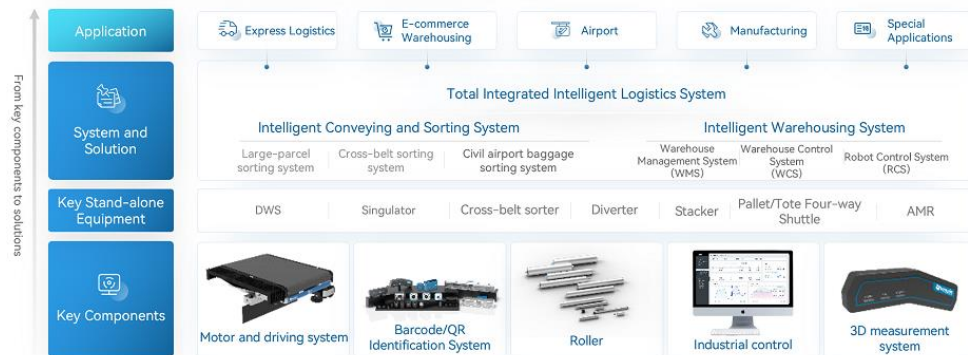 Application
Express Logistics
E-commerce
Warehousing
Airport
Manufacturing
Special
Applications
From key components to solutions
System and
Solution
Total Integrated Intelligent Logistics System
Intelligent Conveying and Sorting System
Large-parcel
sorting system
Cross-belt sorting
system
Civil airport baggage
sorting system
Intelligent Warehousing System
Warehouse
Management System
(WMS)
Warehouse Control
System
(WCS)
Robot Control System
(RCS)
Key Stand-alone
Equipment
DWS
Singulator
Cross-belt sorter
Diverter
Stacker
Pallet/Tote Four-way
Shuttle
AMR
Key Components
Motor and driving system
Barcode/QR
Identification System
Roller
Industrial control
3D measurement
system